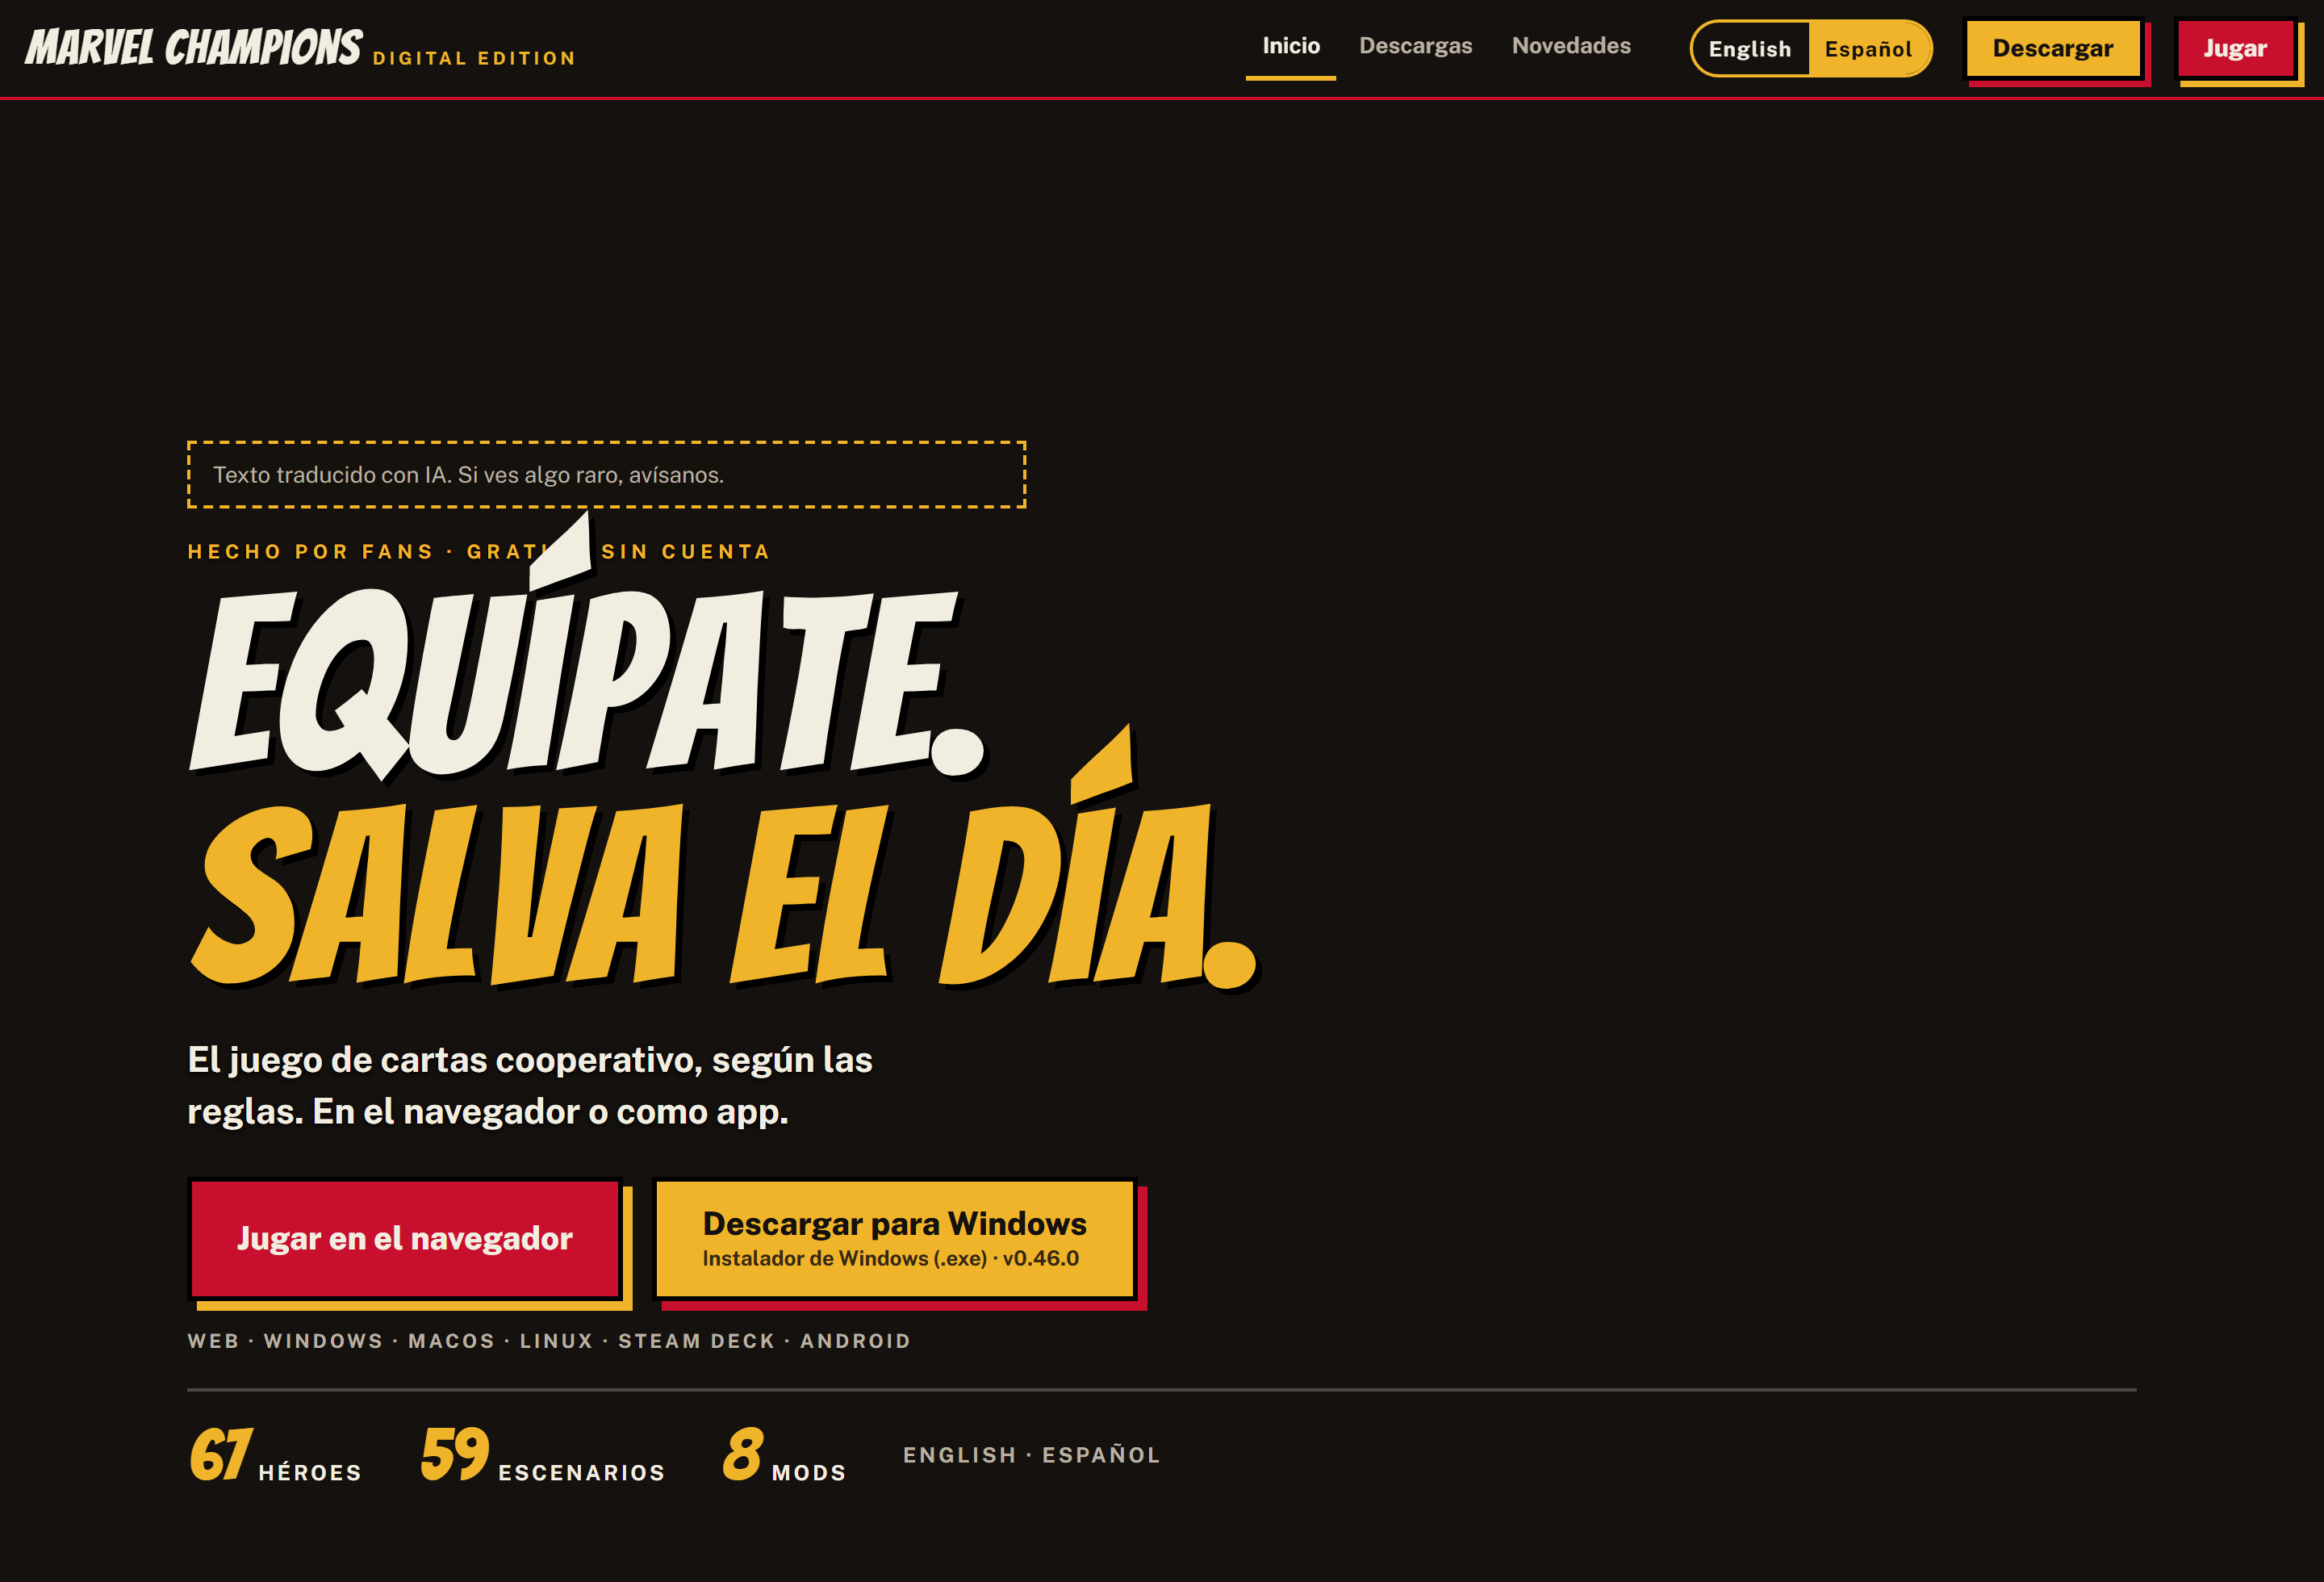 MARVEL CHAMPIONS DIGITAL EDITION
Inicio Descargas Novedades English Español Descargar Jugar
Texto traducido con IA. Si ves algo raro, avísanos.
HECHO POR FANS · SIN CUENTA
EQUÍPATE.
SALVA EL DÍA.
El juego de cartas cooperativo, según las
reglas. En el navegador o como app.
Jugar en el navegador
Descargar para Windows
Instalador de Windows (.exe) · v0.46.0
WEB · WINDOWS · MACOS · LINUX · STEAM DECK · ANDROID
67 HÉROES 59 ESCENARIOS 8 MODS ENGLISH · ESPAÑOL